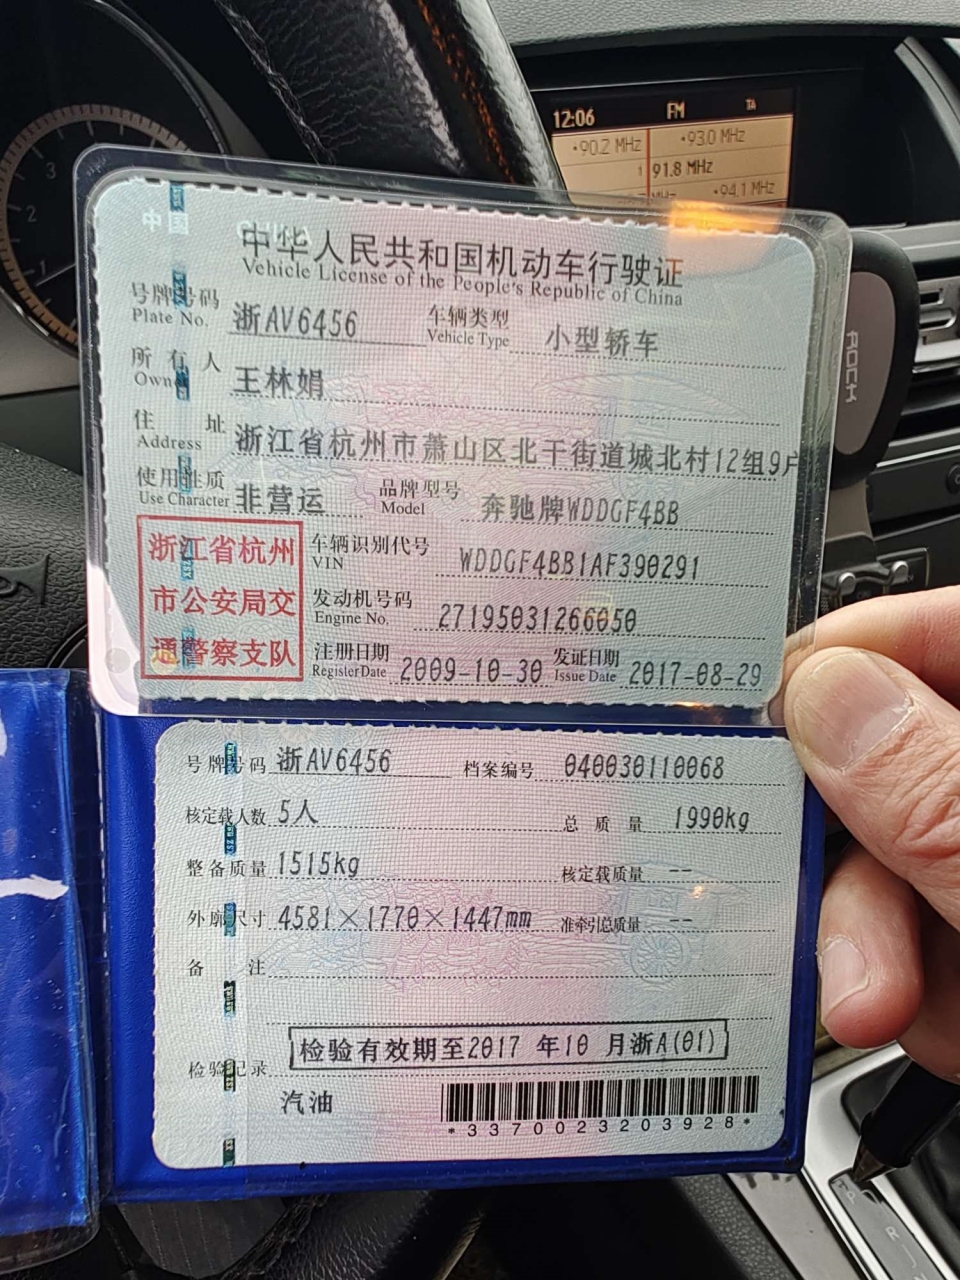 12:06 FM TA
90.2 MHz 93.0 MHz
91.8 MHz
94.1 MHz
3
2
1
中国
中华人民共和国机动车行驶证
Vehicle License of the People's Republic of China
号牌号码 浙AV6456 车辆类型 小型轿车
Plate No. Vehicle Type
所有人 王林娟
Owner
住址 浙江省杭州市萧山区北干街道城北村12组9户
Address
使用性质 非营运 品牌型号 奔驰牌WDDGF4BB
Use Character Model
浙江省杭州
市公安局交
通警察支队
车辆识别代号 WDDGF4BB1AF390291
VIN
发动机号码 27195031266050
Engine No.
注册日期 2009-10-30 发证日期 2017-08-29
Register Date Issue Date
ROCK
号牌号码 浙AV6456 档案编号 040030110068
核定载人数 5人 总质量 1990kg
整备质量 1515kg 核定载质量 --
外廓尺寸 4581×1770×1447mm 准牵引总质量 --
备注
检验有效期至2017 年10 月浙A(01)
检验记录
汽油
*3370023203928*
P
R